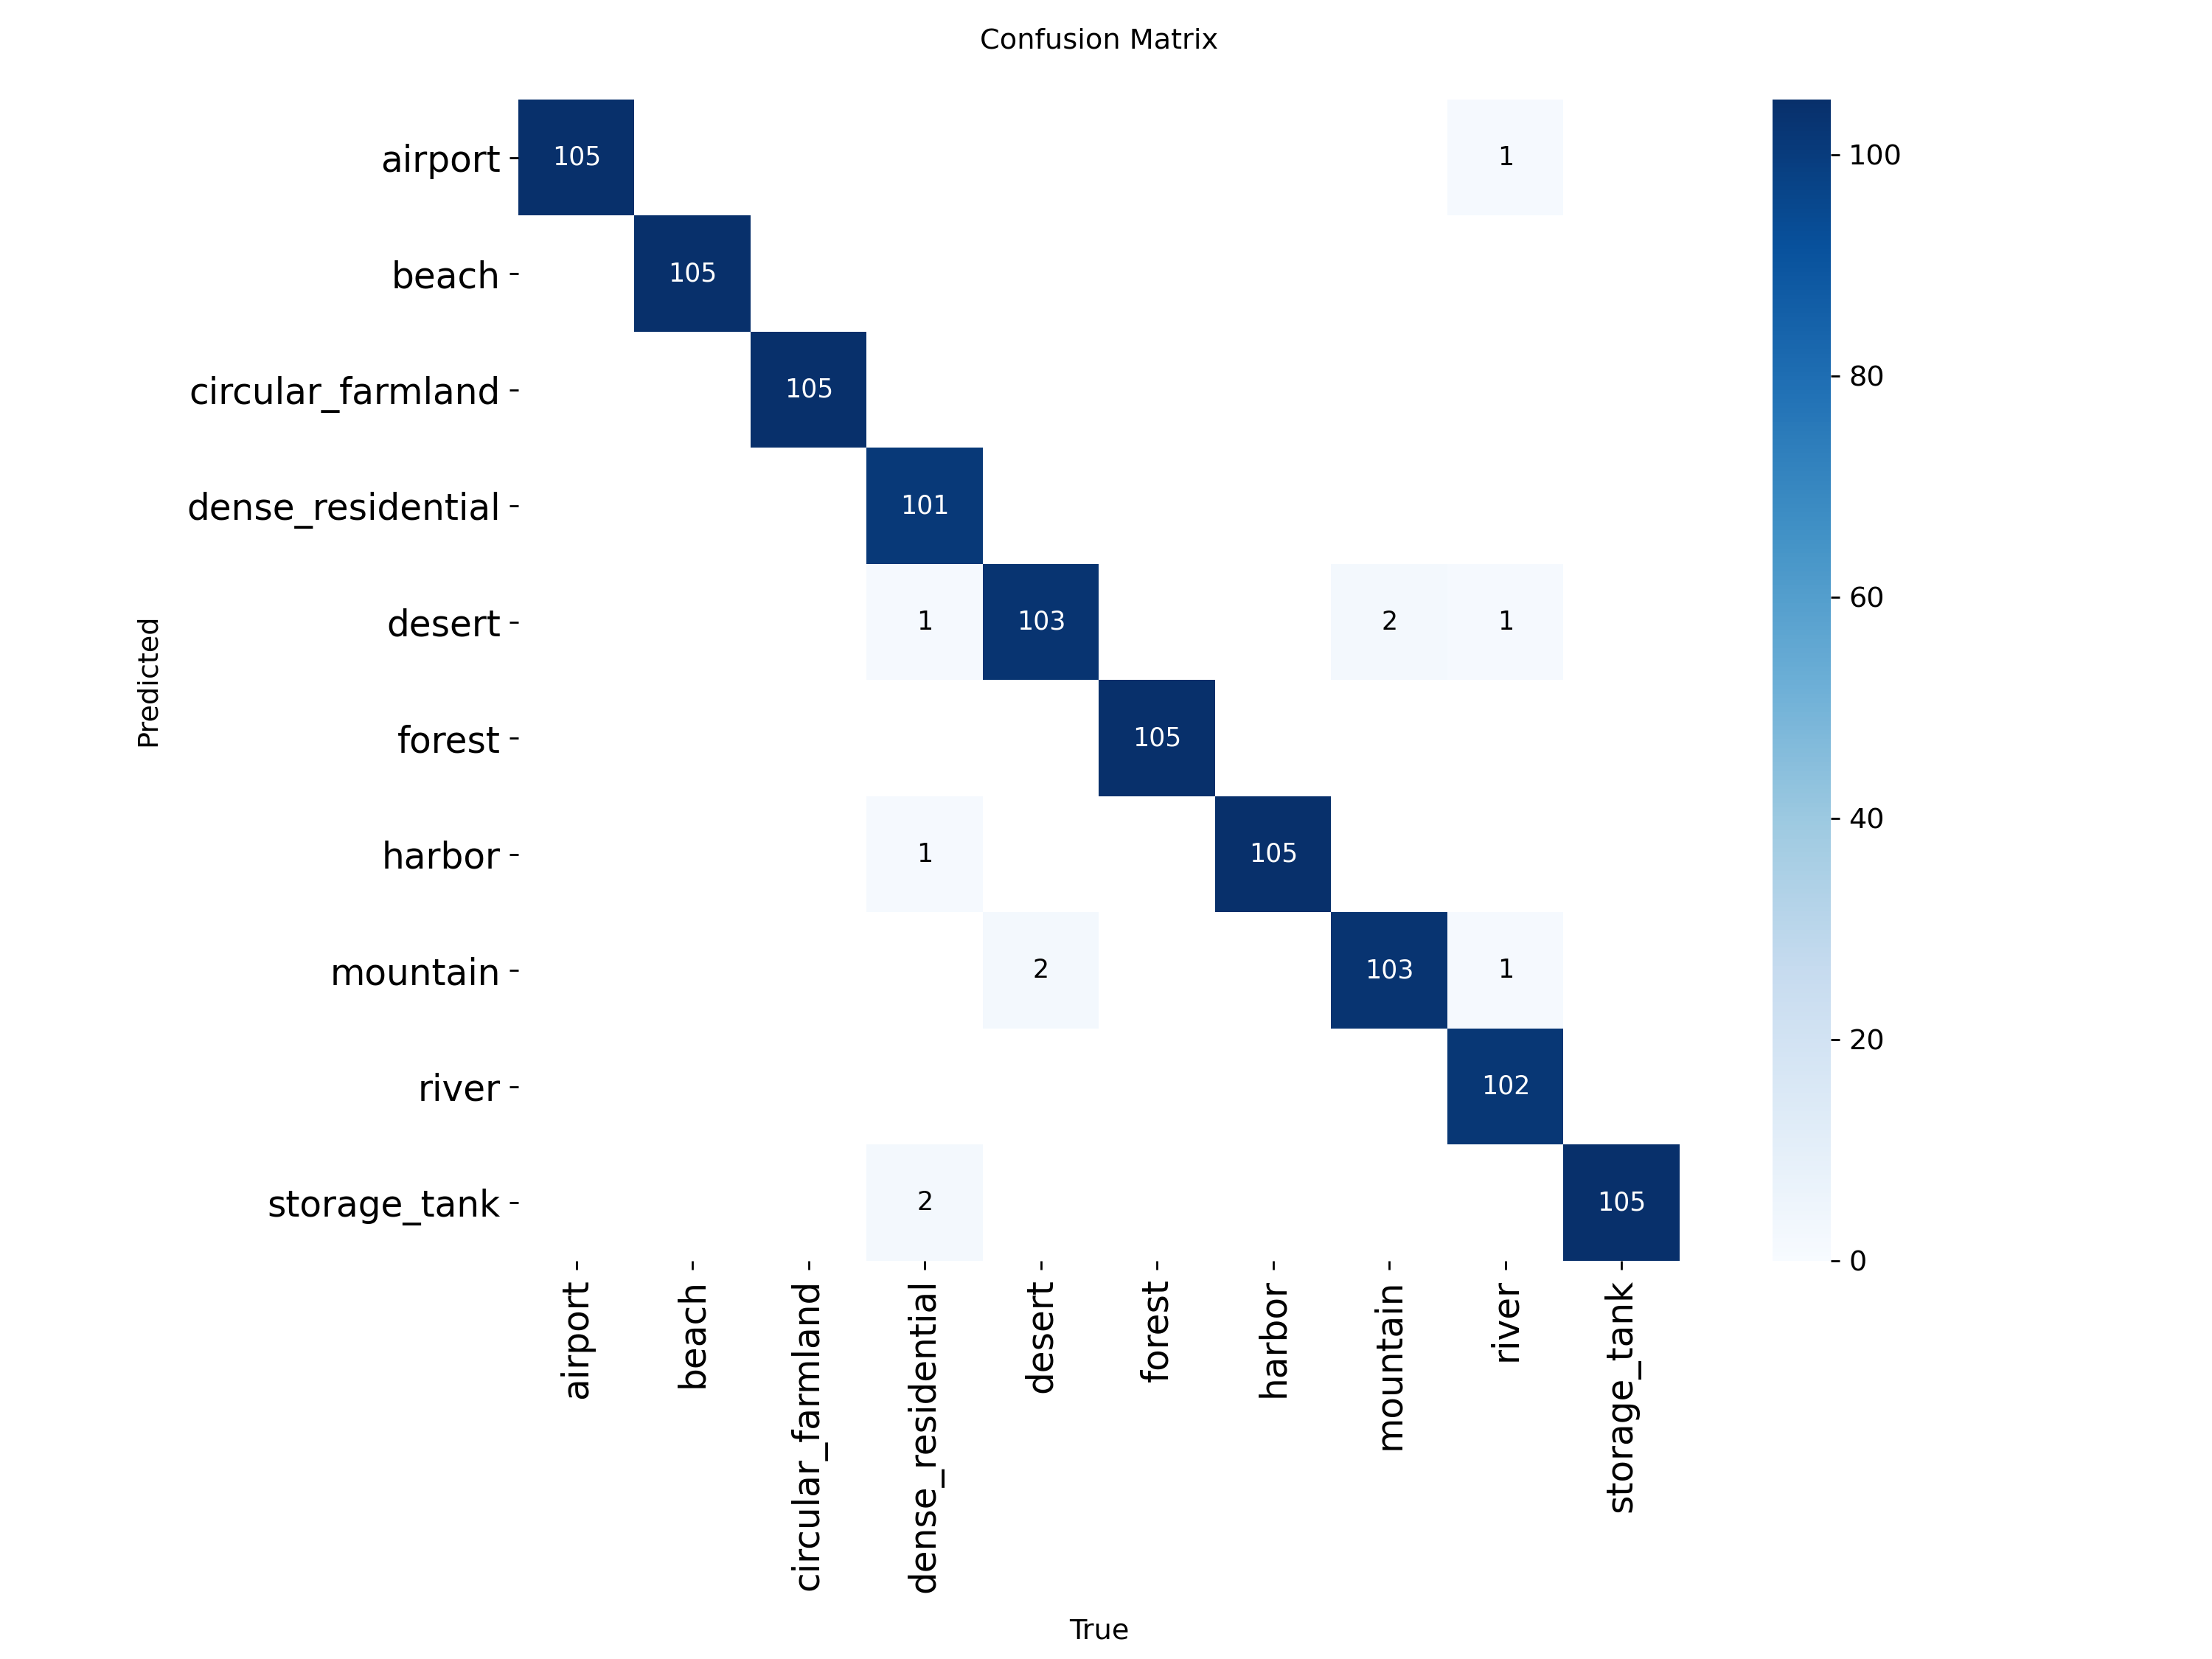 Confusion Matrix
airport 105 1
beach 105
circular_farmland 105
dense_residential 101
desert 1 103 2 1
forest 105
harbor 1 105
mountain 2 103 1
river 102
storage_tank 2 105
Predicted
airport
beach
circular_farmland
dense_residential
desert
forest
harbor
mountain
river
storage_tank
True
100
80
60
40
20
0